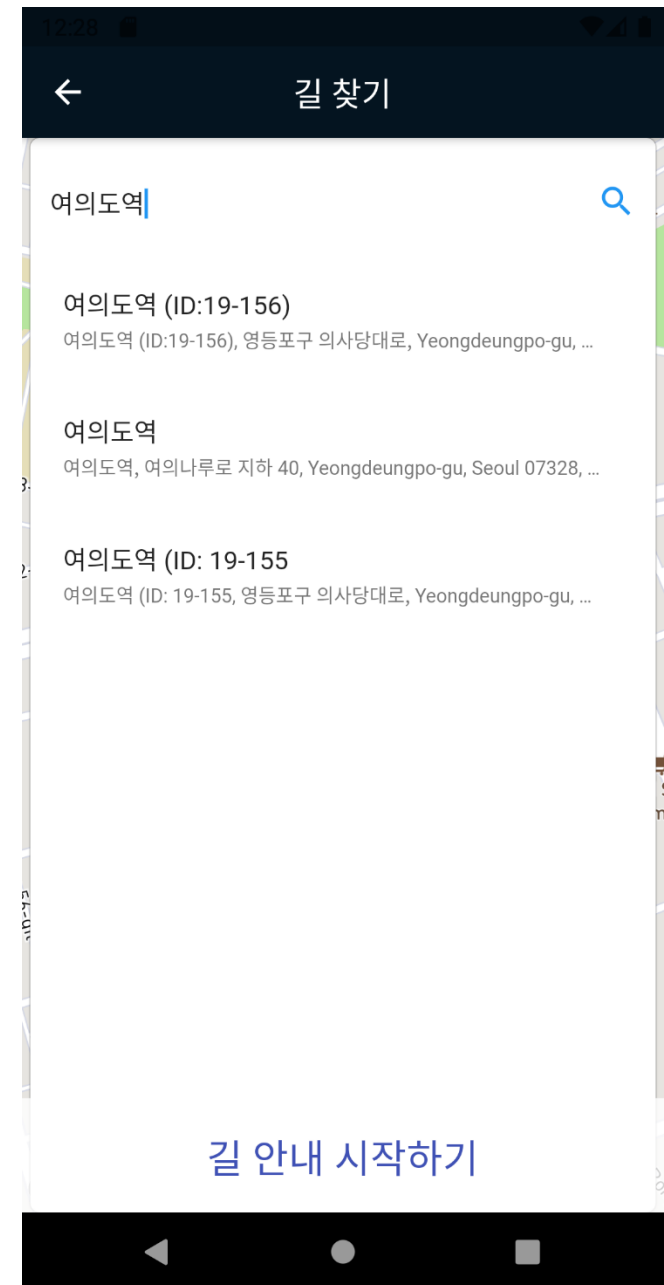 12:28
길 찾기
여의도역
여의도역 (ID:19-156)
여의도역 (ID:19-156), 영등포구 의사당대로, Yeongdeungpo-gu, ...
여의도역
여의도역, 여의나루로 지하 40, Yeongdeungpo-gu, Seoul 07328, ...
여의도역 (ID: 19-155
여의도역 (ID: 19-155, 영등포구 의사당대로, Yeongdeungpo-gu, ...
길 안내 시작하기